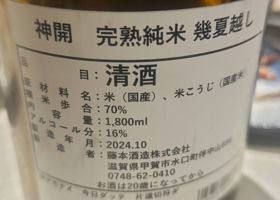 神開 完熟純米 幾夏越し
品目：清酒
原材料名：米（国産）、米こうじ（国産米）
精米歩合：70%
内容量：1,800ml
アルコール分：16%
製造年月：2024.10
製造者：藤本酒造株式会社
滋賀県甲賀市水口町伴中山
0748-62-0410
お酒は20歳になってから